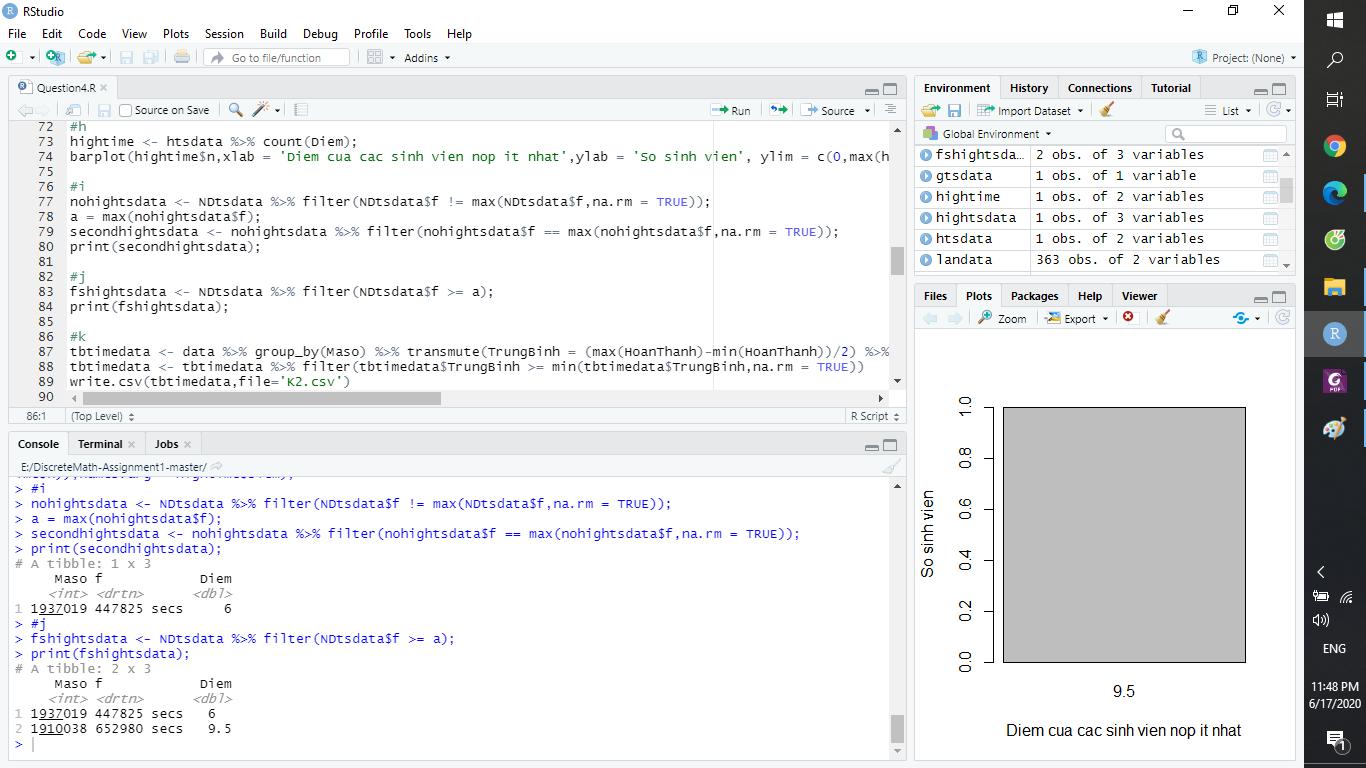 RStudio
File Edit Code View Plots Session Build Debug Profile Tools Help
Go to file/function Addins Project: (None)
Question4.R
Source on Save Run Source
72 #h
73 hightime <- htsdata %>% count(Diem);
74 barplot(hightime$n,xlab = 'Diem cua cac sinh vien nop it nhat',ylab = 'So sinh vien', ylim = c(0,max(h
75
76 #i
77 nohightsdata <- NDtsdata %>% filter(NDtsdata$f != max(NDtsdata$f,na.rm = TRUE));
78 a = max(nohightsdata$f);
79 secondhightsdata <- nohightsdata %>% filter(nohightsdata$f == max(nohightsdata$f,na.rm = TRUE));
80 print(secondhightsdata);
81
82 #j
83 fshightsdata <- NDtsdata %>% filter(NDtsdata$f >= a);
84 print(fshightsdata);
85
86 #k
87 tbtimedata <- data %>% group_by(Maso) %>% transmute(TrungBinh = (max(HoanThanh)-min(HoanThanh))/2) %>%
88 tbtimedata <- tbtimedata %>% filter(tbtimedata$TrungBinh >= min(tbtimedata$TrungBinh,na.rm = TRUE))
89 write.csv(tbtimedata,file='K2.csv')
90
86:1 (Top Level) R Script
Console Terminal Jobs
E:/DiscreteMath-Assignment1-master/
> #i
> nohightsdata <- NDtsdata %>% filter(NDtsdata$f != max(NDtsdata$f,na.rm = TRUE));
> a = max(nohightsdata$f);
> secondhightsdata <- nohightsdata %>% filter(nohightsdata$f == max(nohightsdata$f,na.rm = TRUE));
> print(secondhightsdata);
# A tibble: 1 x 3
Maso f Diem
<int> <drtn> <dbl>
1 1937019 447825 secs 6
> #j
> fshightsdata <- NDtsdata %>% filter(NDtsdata$f >= a);
> print(fshightsdata);
# A tibble: 2 x 3
Maso f Diem
<int> <drtn> <dbl>
1 1937019 447825 secs 6
2 1910038 652980 secs 9.5
>
Environment History Connections Tutorial
Import Dataset List
Global Environment
fshightsda… 2 obs. of 3 variables
gtsdata 1 obs. of 1 variable
hightime 1 obs. of 2 variables
hightsdata 1 obs. of 3 variables
htsdata 1 obs. of 2 variables
landata 363 obs. of 2 variables
Files Plots Packages Help Viewer
Zoom Export
So sinh vien
1.0
0.8
0.6
0.4
0.2
0.0
9.5
Diem cua cac sinh vien nop it nhat
PDF
ENG
11:48 PM
6/17/2020
1